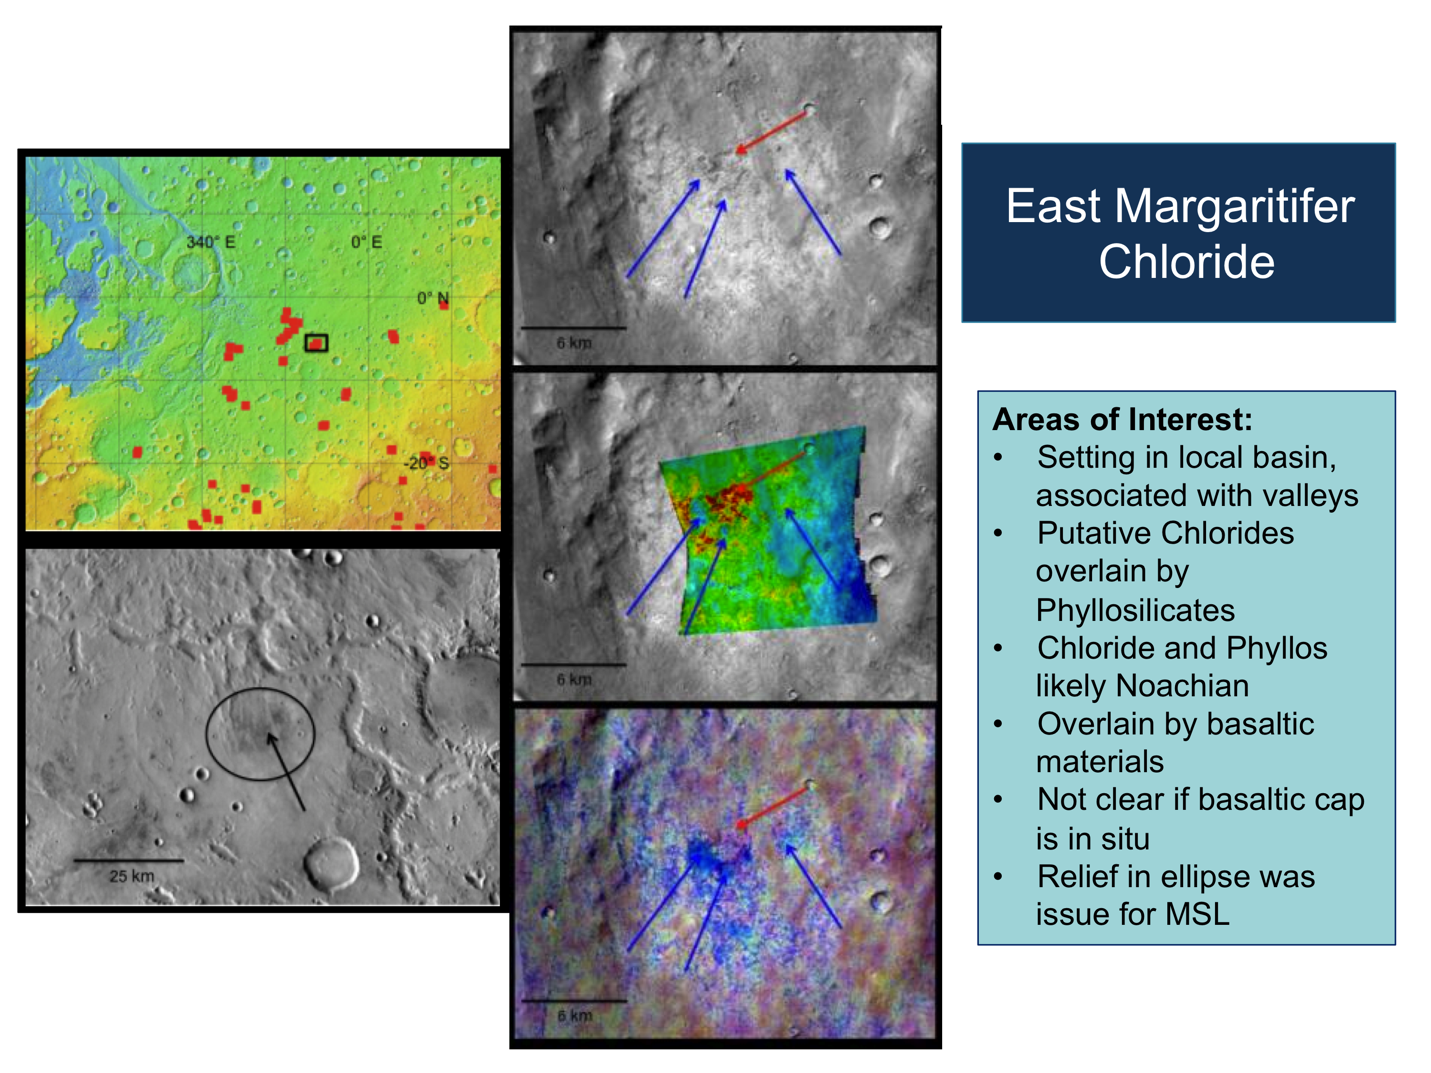 East Margaritifer
Chloride
340° E
0° E
0° N
-20° S
25 km
6 km
6 km
6 km
Areas of Interest:
• Setting in local basin,
associated with valleys
• Putative Chlorides
overlain by
Phyllosilicates
• Chloride and Phyllos
likely Noachian
• Overlain by basaltic
materials
• Not clear if basaltic cap
is in situ
• Relief in ellipse was
issue for MSL